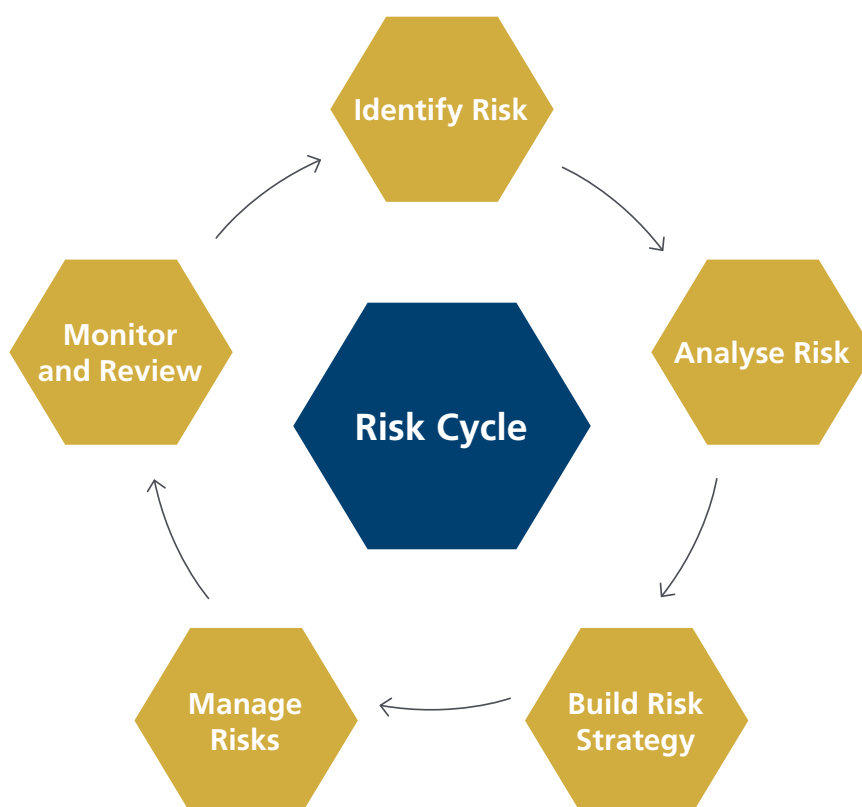 Identify Risk
Analyse Risk
Build Risk
Strategy
Manage
Risks
Monitor
and Review
Risk Cycle